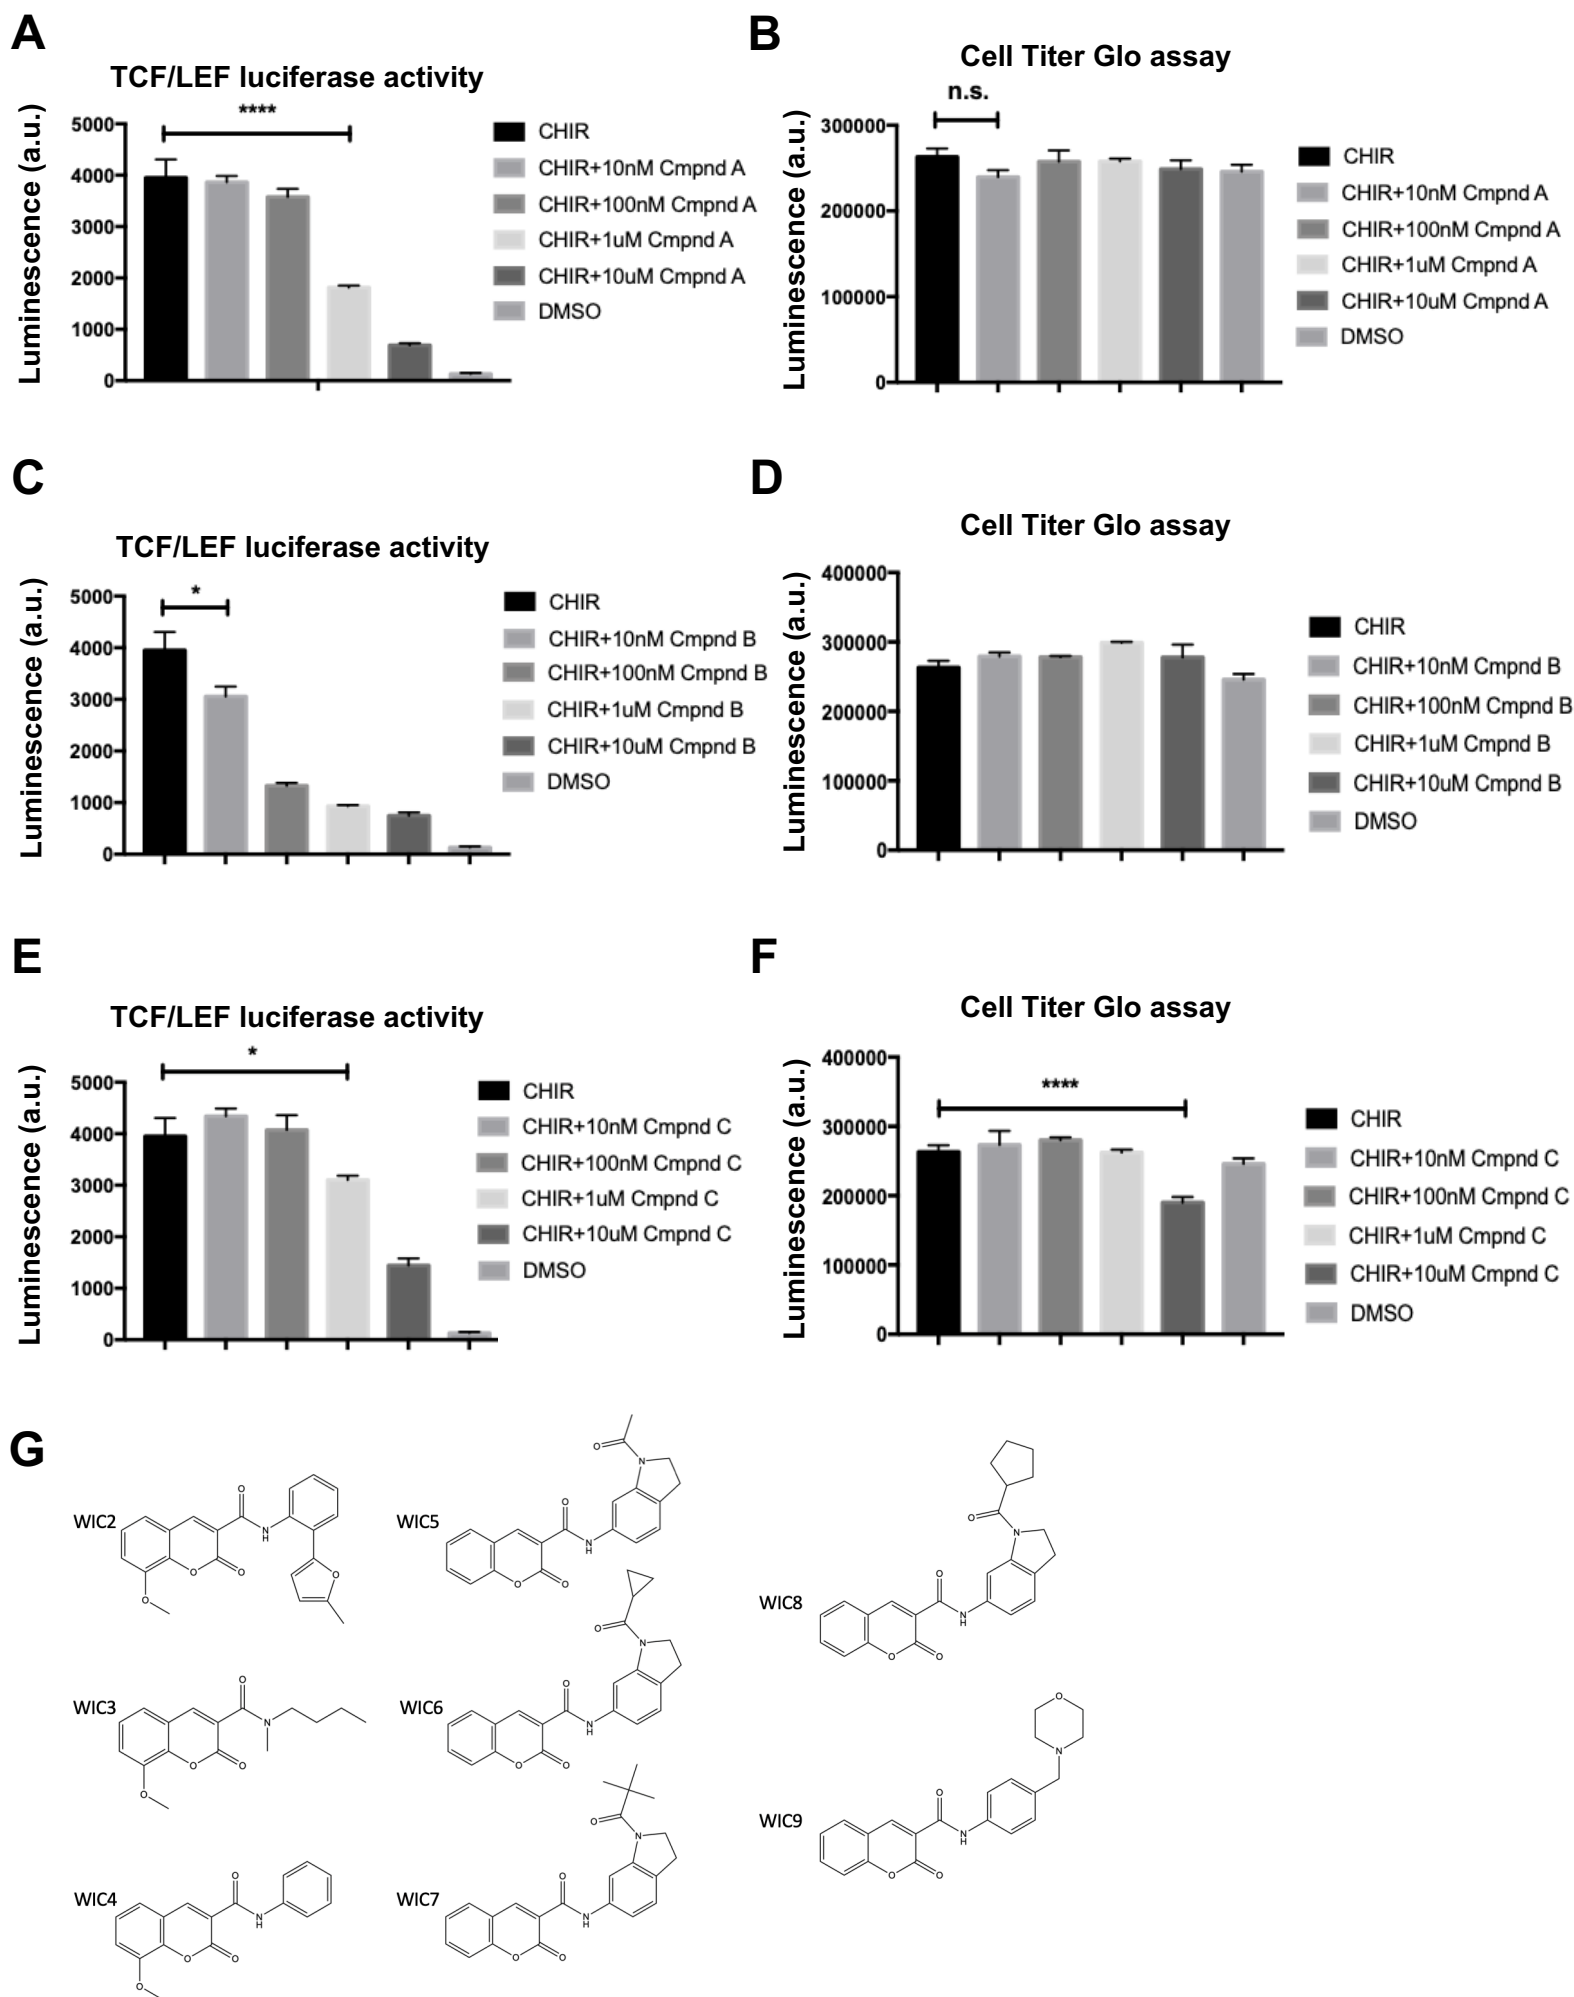 A
TCF/LEF luciferase activity
Luminescence (a.u.)
5000
4000
3000
2000
1000
0
****
CHIR
CHIR+10nM Cmpnd A
CHIR+100nM Cmpnd A
CHIR+1uM Cmpnd A
CHIR+10uM Cmpnd A
DMSO
B
Cell Titer Glo assay
Luminescence (a.u.)
300000
200000
100000
0
n.s.
CHIR
CHIR+10nM Cmpnd A
CHIR+100nM Cmpnd A
CHIR+1uM Cmpnd A
CHIR+10uM Cmpnd A
DMSO
C
TCF/LEF luciferase activity
Luminescence (a.u.)
5000
4000
3000
2000
1000
0
*
CHIR
CHIR+10nM Cmpnd B
CHIR+100nM Cmpnd B
CHIR+1uM Cmpnd B
CHIR+10uM Cmpnd B
DMSO
D
Cell Titer Glo assay
Luminescence (a.u.)
400000
300000
200000
100000
0
CHIR
CHIR+10nM Cmpnd B
CHIR+100nM Cmpnd B
CHIR+1uM Cmpnd B
CHIR+10uM Cmpnd B
DMSO
E
TCF/LEF luciferase activity
Luminescence (a.u.)
5000
4000
3000
2000
1000
0
*
CHIR
CHIR+10nM Cmpnd C
CHIR+100nM Cmpnd C
CHIR+1uM Cmpnd C
CHIR+10uM Cmpnd C
DMSO
F
Cell Titer Glo assay
Luminescence (a.u.)
400000
300000
200000
100000
0
****
CHIR
CHIR+10nM Cmpnd C
CHIR+100nM Cmpnd C
CHIR+1uM Cmpnd C
CHIR+10uM Cmpnd C
DMSO
G
WIC2
O
N
H
O
O
O
O
WIC3
O
N
O
O
O
WIC4
O
N
H
O
O
O
WIC5
O
N
O
N
H
O
O
WIC6
O
N
O
N
H
O
O
WIC7
O
N
O
N
H
O
O
WIC8
O
N
O
N
H
O
O
WIC9
O
N
O
N
H
O
O